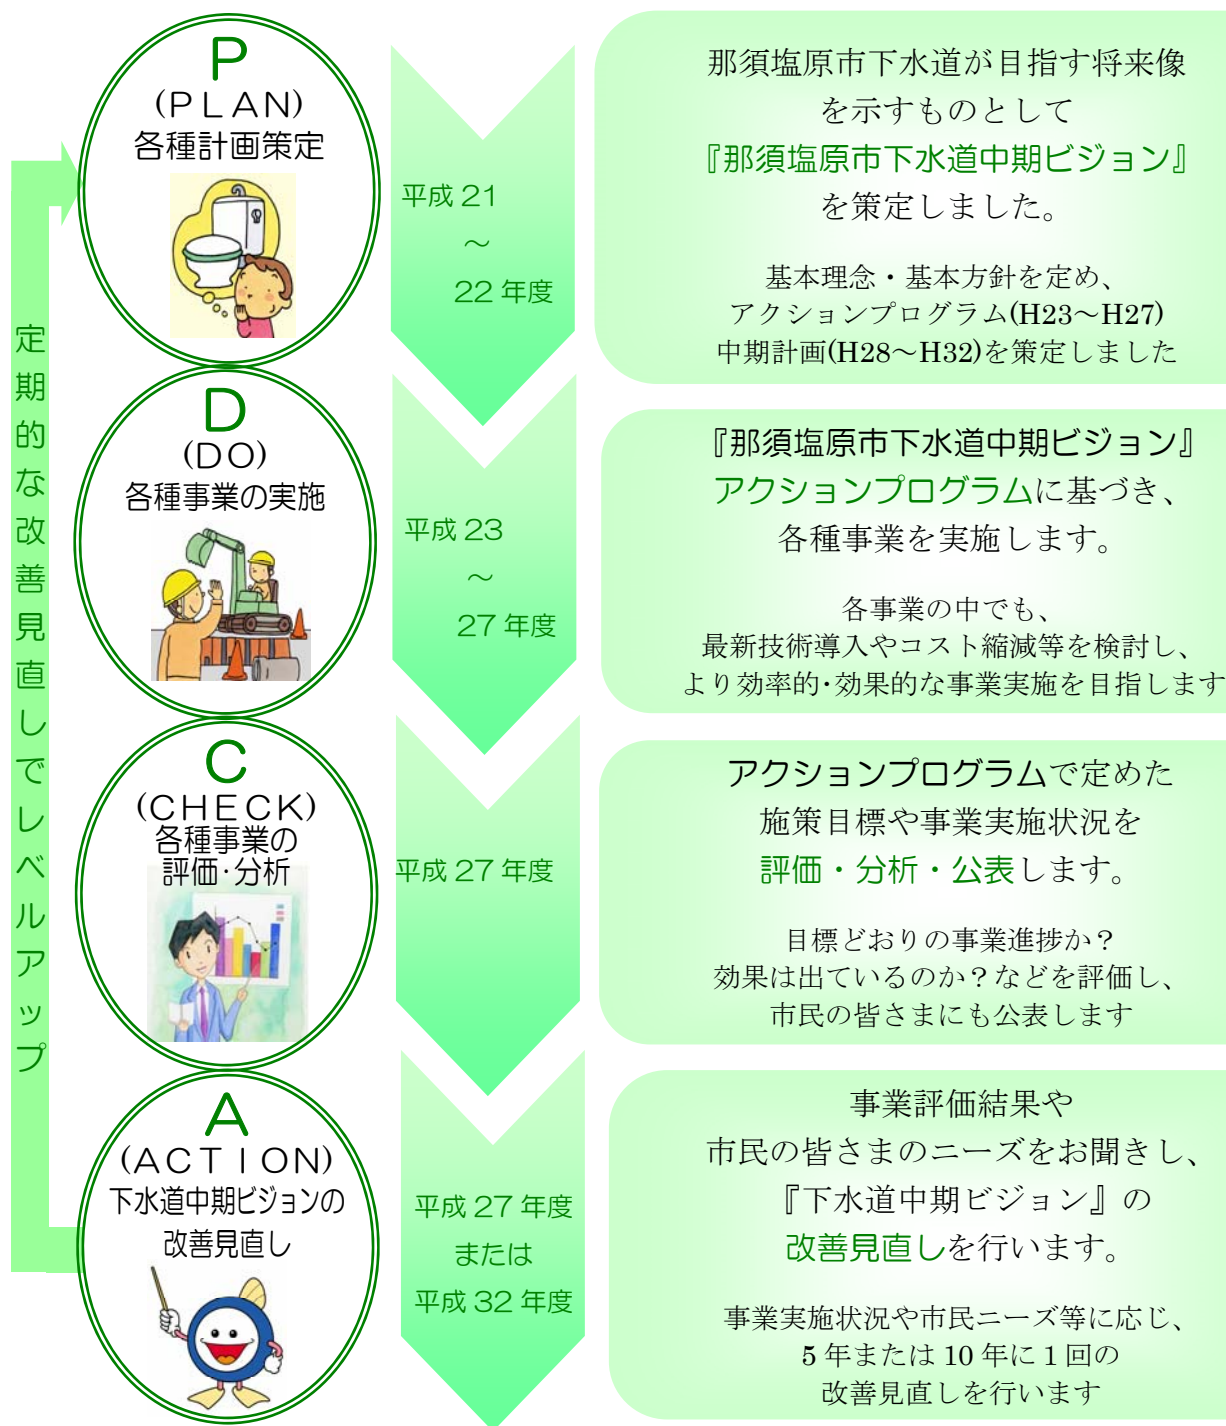 定期的な改善見直しでレベルアップ
P
(PLAN)
各種計画策定
平成 21
～
22 年度
那須塩原市下水道が目指す将来像
を示すものとして
『那須塩原市下水道中期ビジョン』
を策定しました。
基本理念・基本方針を定め、
アクションプログラム(H23～H27)
中期計画(H28～H32)を策定しました
D
(DO)
各種事業の実施
平成 23
～
27 年度
『那須塩原市下水道中期ビジョン』
アクションプログラムに基づき、
各種事業を実施します。
各事業の中でも、
最新技術導入やコスト縮減等を検討し、
より効率的･効果的な事業実施を目指します
C
(CHECK)
各種事業の
評価･分析
平成 27 年度
アクションプログラムで定めた
施策目標や事業実施状況を
評価・分析・公表します。
目標どおりの事業進捗か？
効果は出ているのか？などを評価し、
市民の皆さまにも公表します
A
(ACTION)
下水道中期ビジョンの
改善見直し
平成 27 年度
または
平成 32 年度
事業評価結果や
市民の皆さまのニーズをお聞きし、
『下水道中期ビジョン』の
改善見直しを行います。
事業実施状況や市民ニーズ等に応じ、
5 年または 10 年に 1 回の
改善見直しを行います